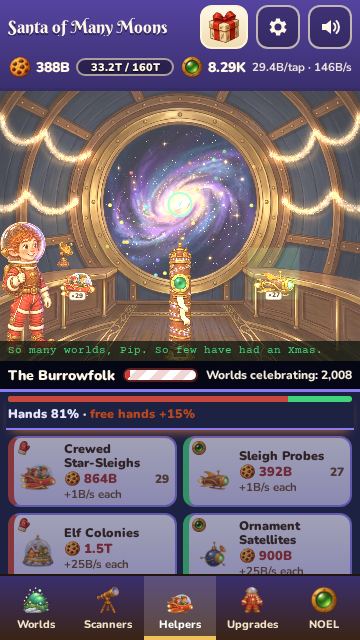 Santa of Many Moons
388B 33.2T / 160T 8.29K 29.4B/tap · 146B/s
•29
•27
So many worlds, Pip. So few have had an Xmas.
The Burrowfolk Worlds celebrating: 2,008
Hands 81% · free hands +15%
Crewed Star-Sleighs
864B 29
+1B/s each
Sleigh Probes
392B 27
+1B/s each
Elf Colonies
1.5T
+25B/s each
Ornament Satellites
900B
+25B/s each
Worlds Scanners Helpers Upgrades NOEL